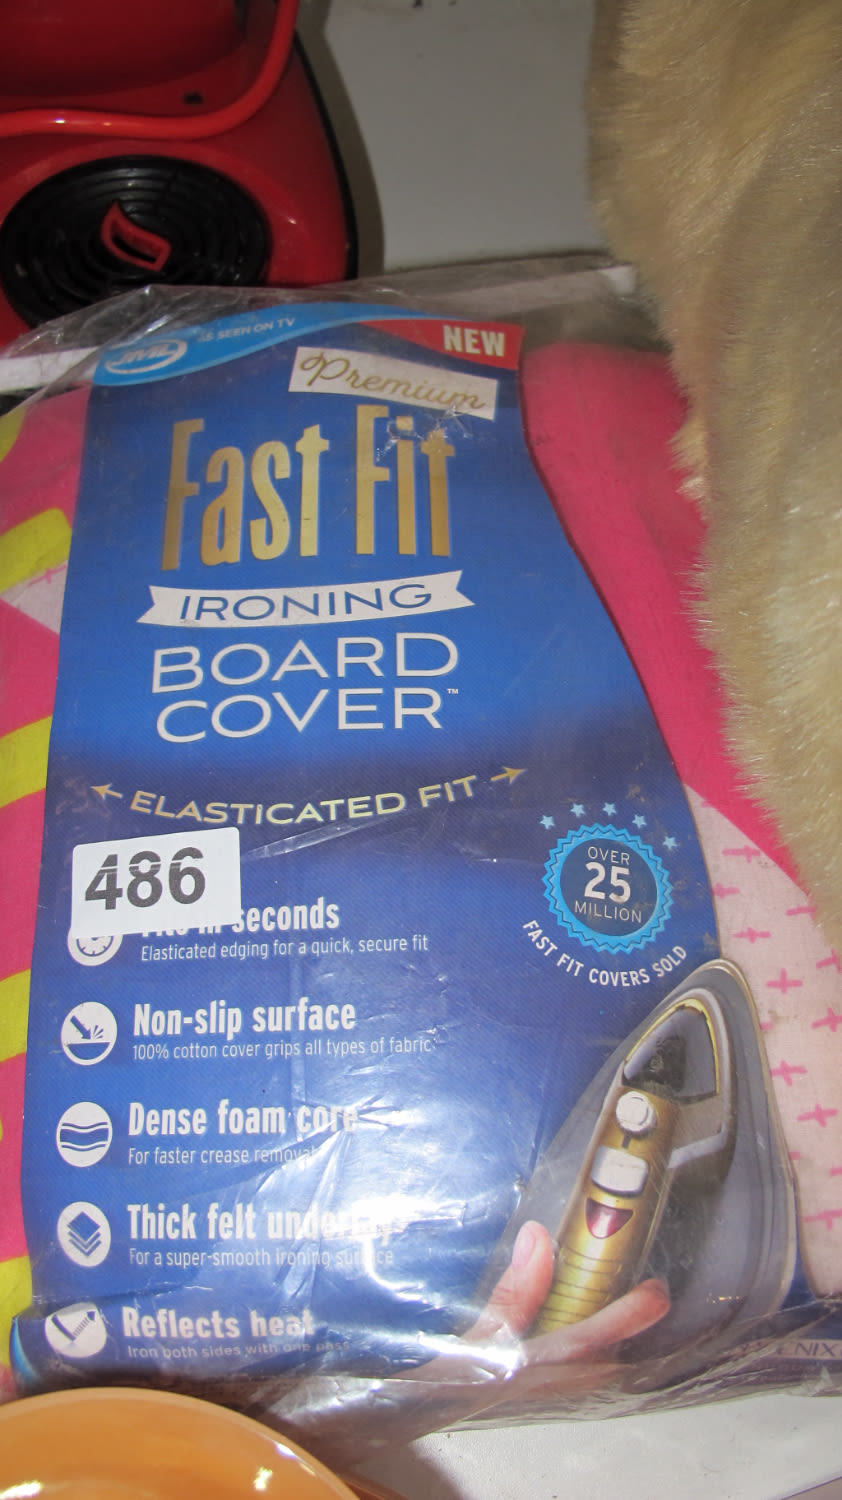 JML
AS SEEN ON TV
NEW
Premium
Fast Fit
IRONING
BOARD
COVER™
ELASTICATED FIT
486
seconds
Elasticated edging for a quick, secure fit
OVER
25
MILLION
FAST FIT COVERS SOLD
Non-slip surface
100% cotton cover grips all types of fabric
Dense foam core
For faster crease removal
Thick felt
For a super-smooth ironing surface
Reflects heat
Iron both sides with one pass